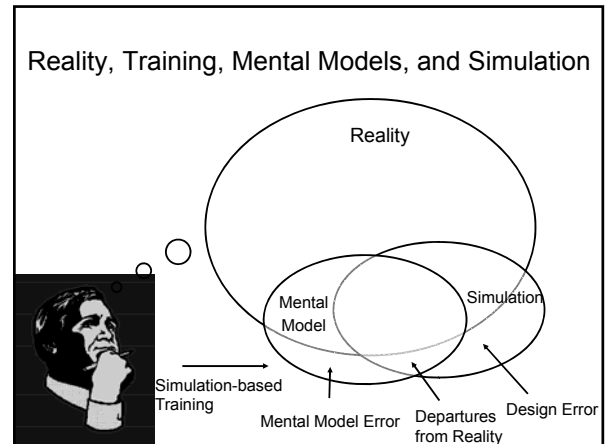 Reality, Training, Mental Models, and Simulation
Reality
Mental
Model
Simulation
Simulation-based
Training
Mental Model Error
Departures
from Reality
Design Error